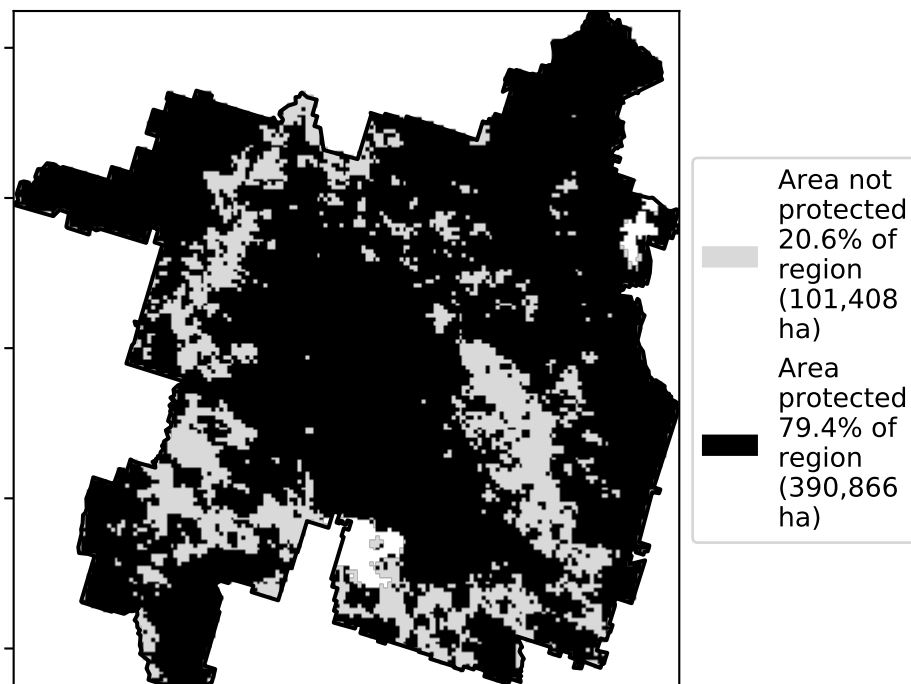 Area not
protected
20.6% of
region
(101,408
ha)
Area
protected
79.4% of
region
(390,866
ha)